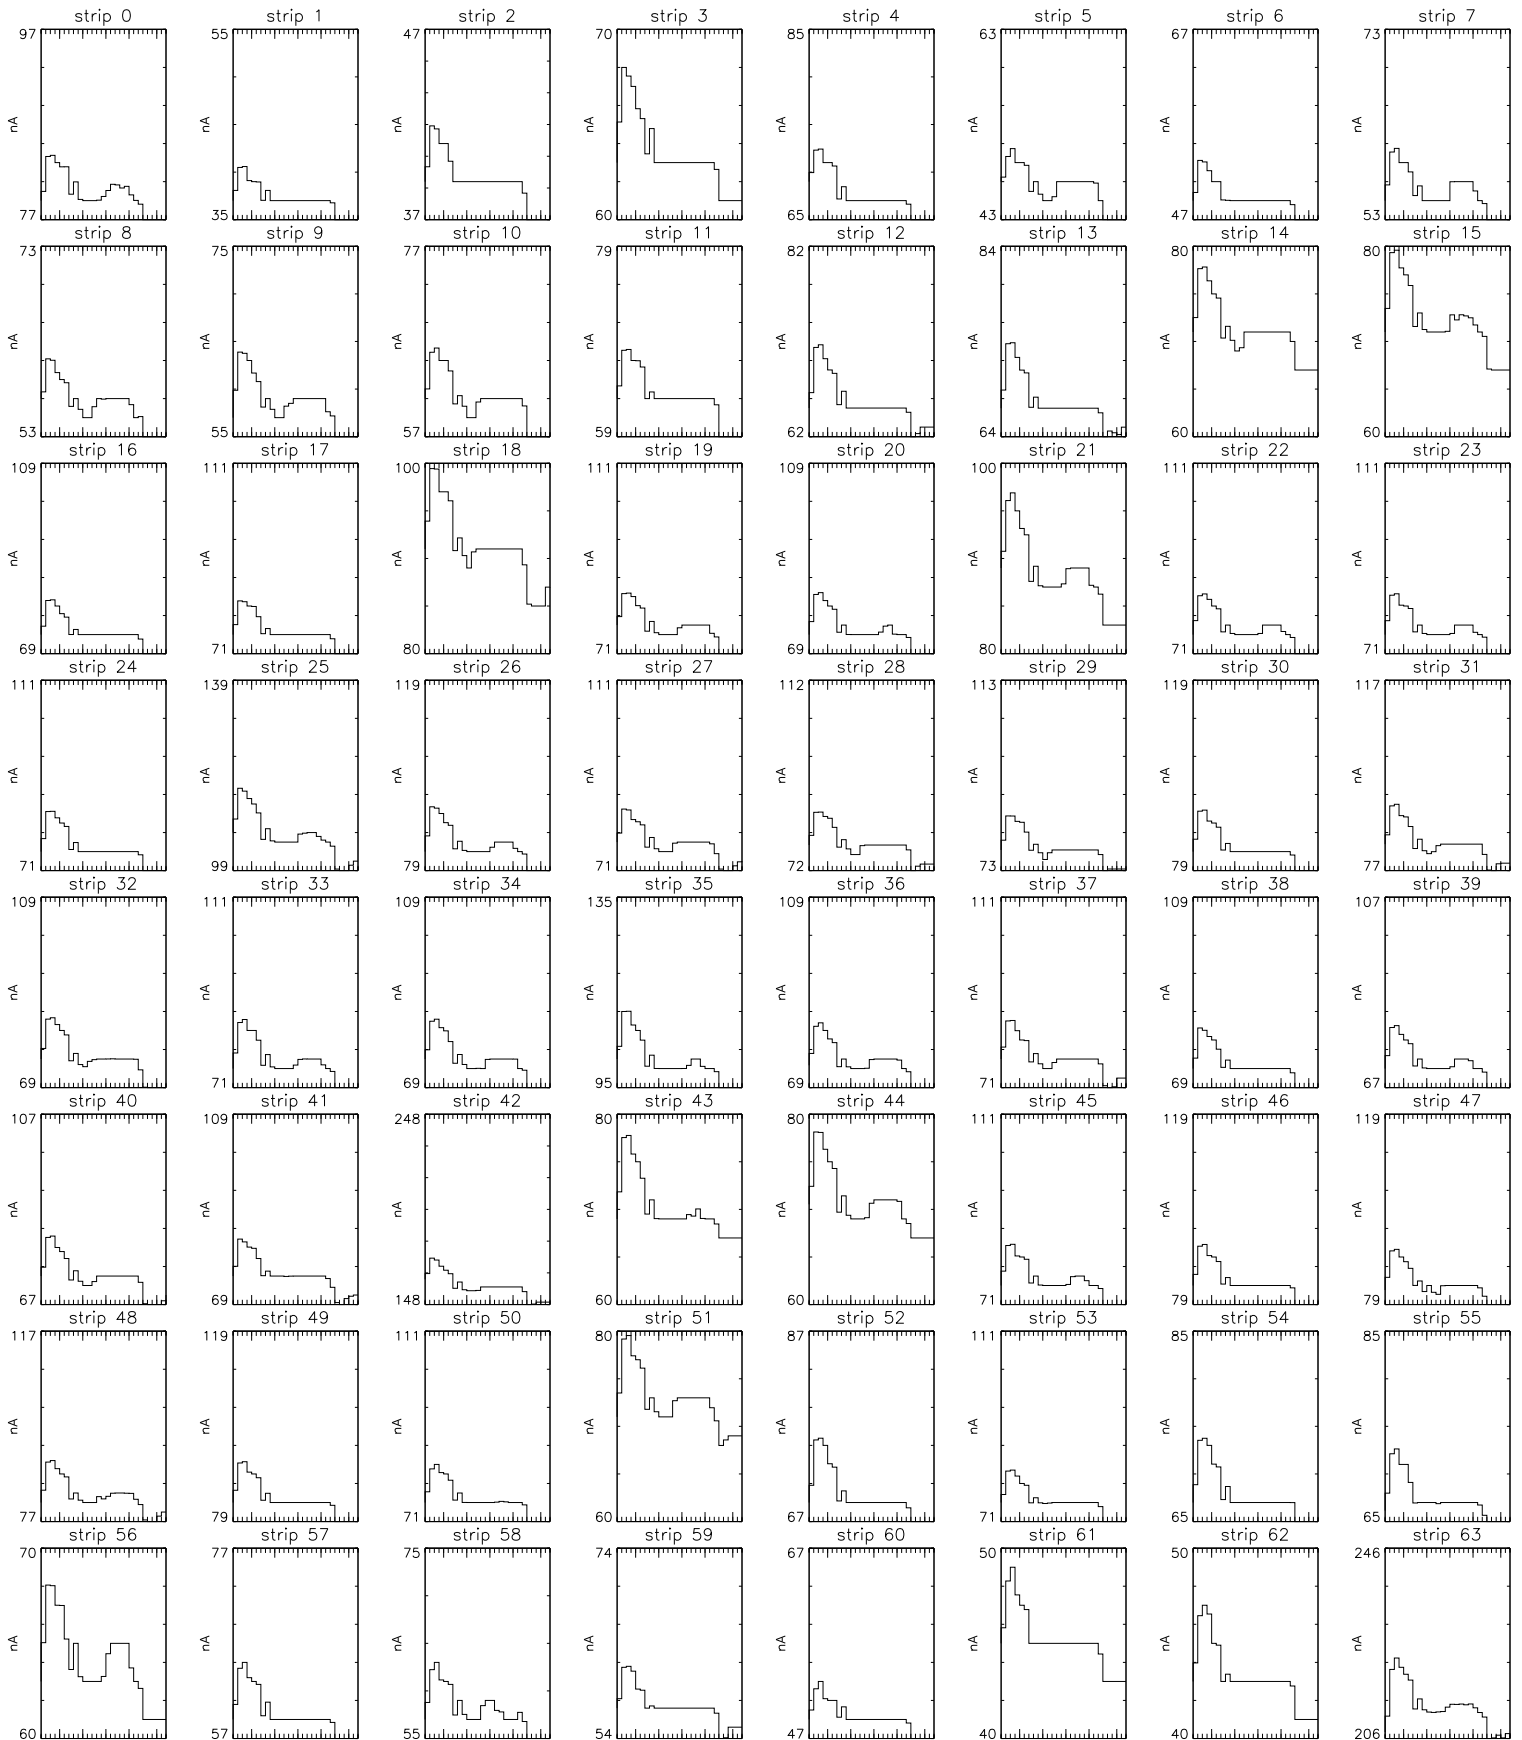 strip 0 strip 1 strip 2 strip 3 strip 4 strip 5 strip 6 strip 7
97 55 47 70 85 63 67 73
nA nA nA nA nA nA nA nA
77 35 37 60 65 43 47 53
strip 8 strip 9 strip 10 strip 11 strip 12 strip 13 strip 14 strip 15
73 75 77 79 82 84 80 80
nA nA nA nA nA nA nA nA
53 55 57 59 62 64 60 60
strip 16 strip 17 strip 18 strip 19 strip 20 strip 21 strip 22 strip 23
109 111 100 111 109 100 111 111
nA nA nA nA nA nA nA nA
69 71 80 71 69 80 71 71
strip 24 strip 25 strip 26 strip 27 strip 28 strip 29 strip 30 strip 31
111 139 119 111 112 113 119 117
nA nA nA nA nA nA nA nA
71 99 79 71 72 73 79 77
strip 32 strip 33 strip 34 strip 35 strip 36 strip 37 strip 38 strip 39
109 111 109 135 109 111 109 107
nA nA nA nA nA nA nA nA
69 71 69 95 69 71 69 67
strip 40 strip 41 strip 42 strip 43 strip 44 strip 45 strip 46 strip 47
107 109 248 80 80 111 119 119
nA nA nA nA nA nA nA nA
67 69 148 60 60 71 79 79
strip 48 strip 49 strip 50 strip 51 strip 52 strip 53 strip 54 strip 55
117 119 111 80 87 111 85 85
nA nA nA nA nA nA nA nA
77 79 71 60 67 71 65 65
strip 56 strip 57 strip 58 strip 59 strip 60 strip 61 strip 62 strip 63
70 77 75 74 67 50 50 246
nA nA nA nA nA nA nA nA
60 57 55 54 47 40 40 206